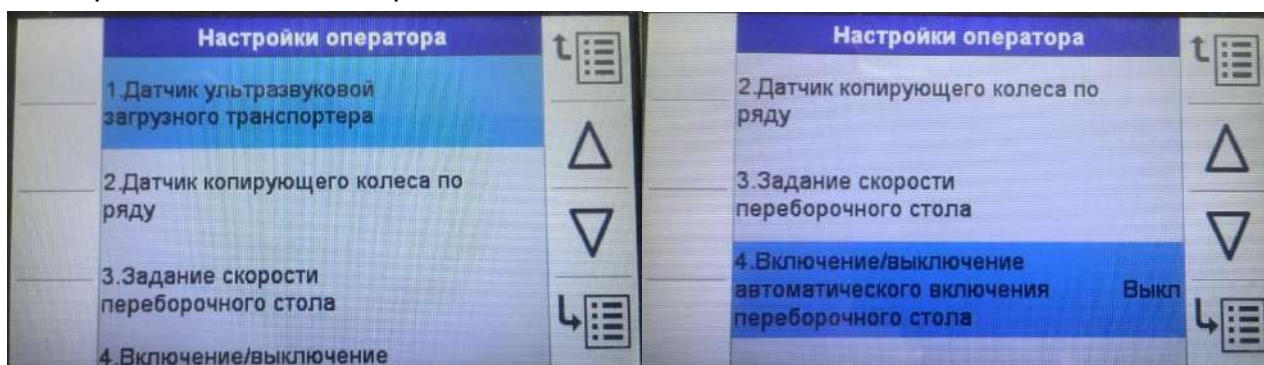 Настройки оператора
1.Датчик ультразвуковой
загрузного транспортера
2.Датчик копирующего колеса по
ряду
3.Задание скорости
переборочного стола
4.Включение/выключение
Настройки оператора
2.Датчик копирующего колеса по
ряду
3.Задание скорости
переборочного стола
4.Включение/выключение
автоматического включения Выкл
переборочного стола